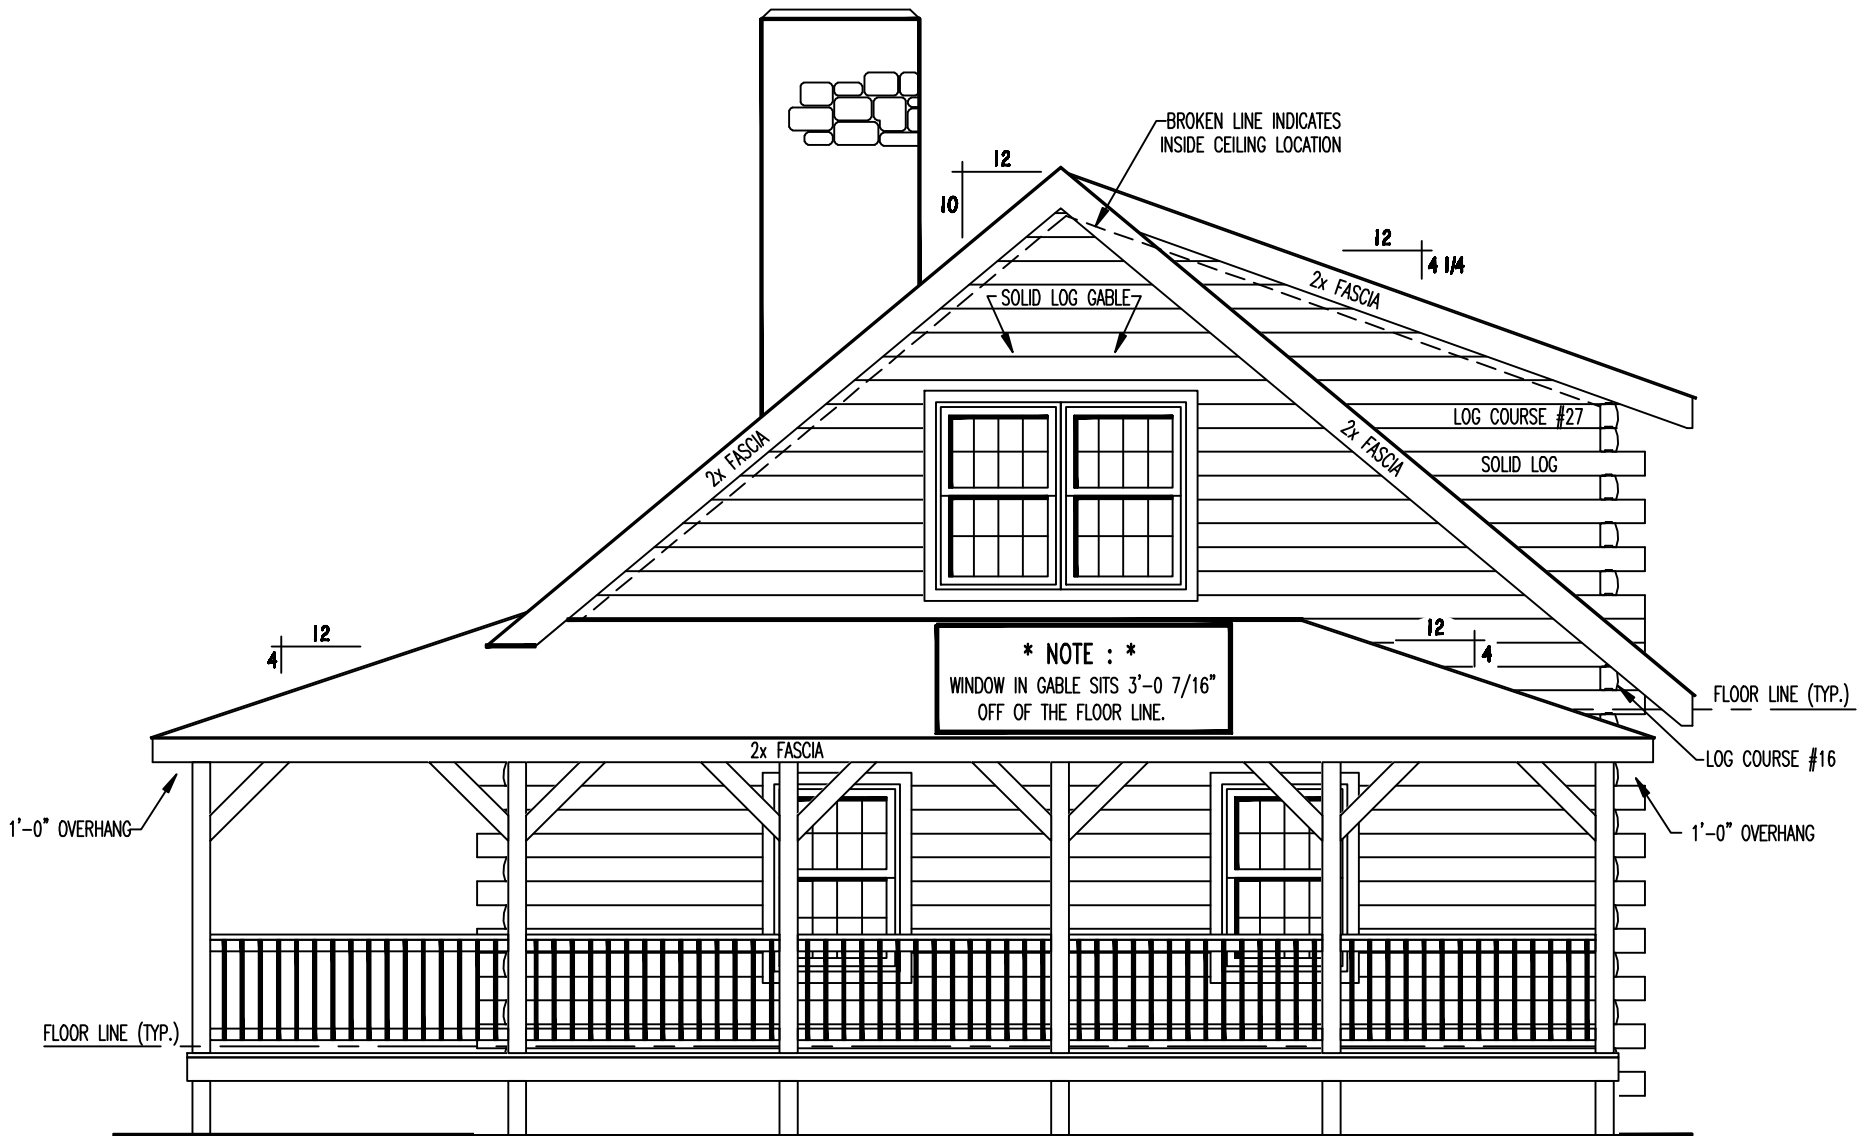 BROKEN LINE INDICATES
INSIDE CEILING LOCATION
12
10
12
4 1/4
2x FASCIA
SOLID LOG GABLE
LOG COURSE #27
2x FASCIA
2x FASCIA
SOLID LOG
12
4
12
4
* NOTE : *
WINDOW IN GABLE SITS 3'-0 7/16"
OFF OF THE FLOOR LINE.
FLOOR LINE (TYP.)
2x FASCIA
LOG COURSE #16
1'-0" OVERHANG
1'-0" OVERHANG
FLOOR LINE (TYP.)